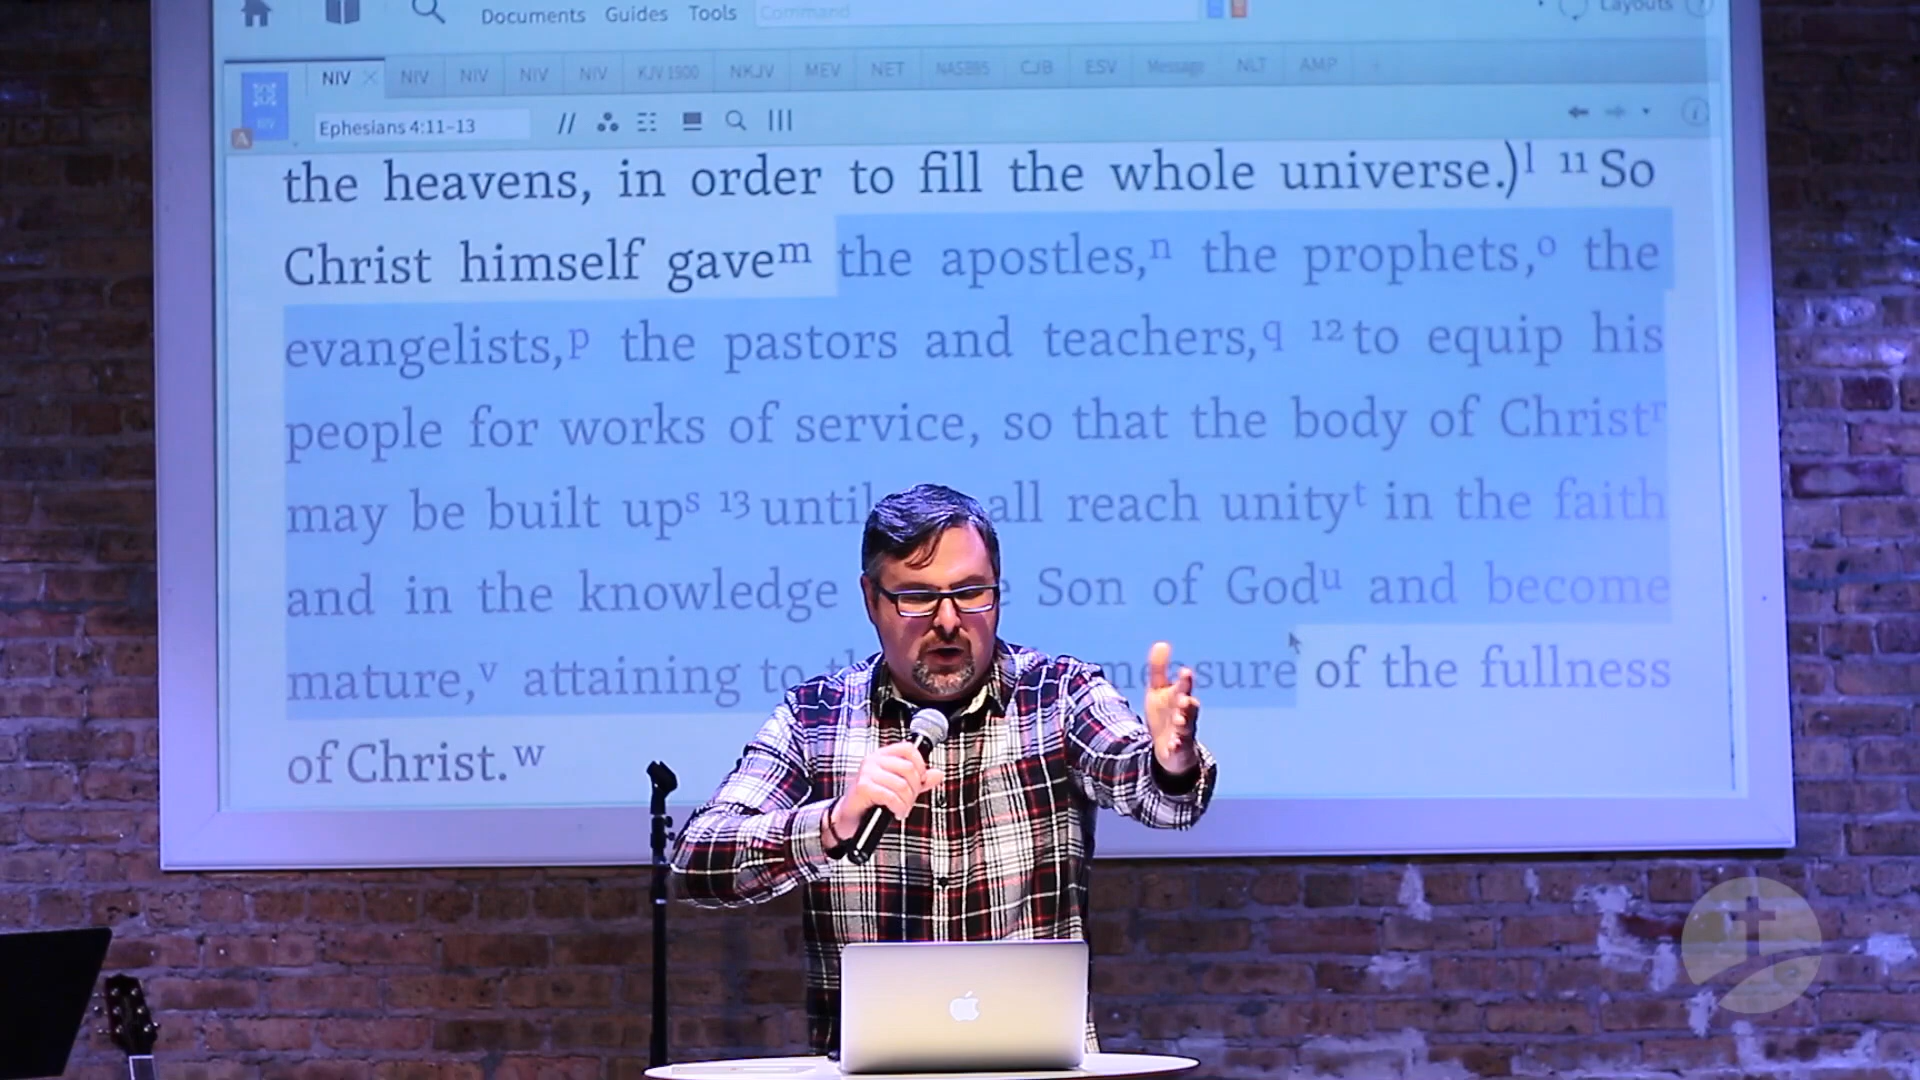 Documents Guides Tools Command Layouts
NIV NIV NIV NIV NIV KJV 1900 NKJV MEV NET NASB95 CJB ESV Message NLT AMP
NIV
A
Ephesians 4:11–13
the heavens, in order to fill the whole universe.)l 11 So
Christ himself gavem the apostles,n the prophets,o the
evangelists,p the pastors and teachers,q 12 to equip his
people for works of service, so that the body of Christr
may be built ups 13 until all reach unityt in the faith
and in the knowledge Son of Godu and become
mature,v attaining to of the fullness
of Christ.w